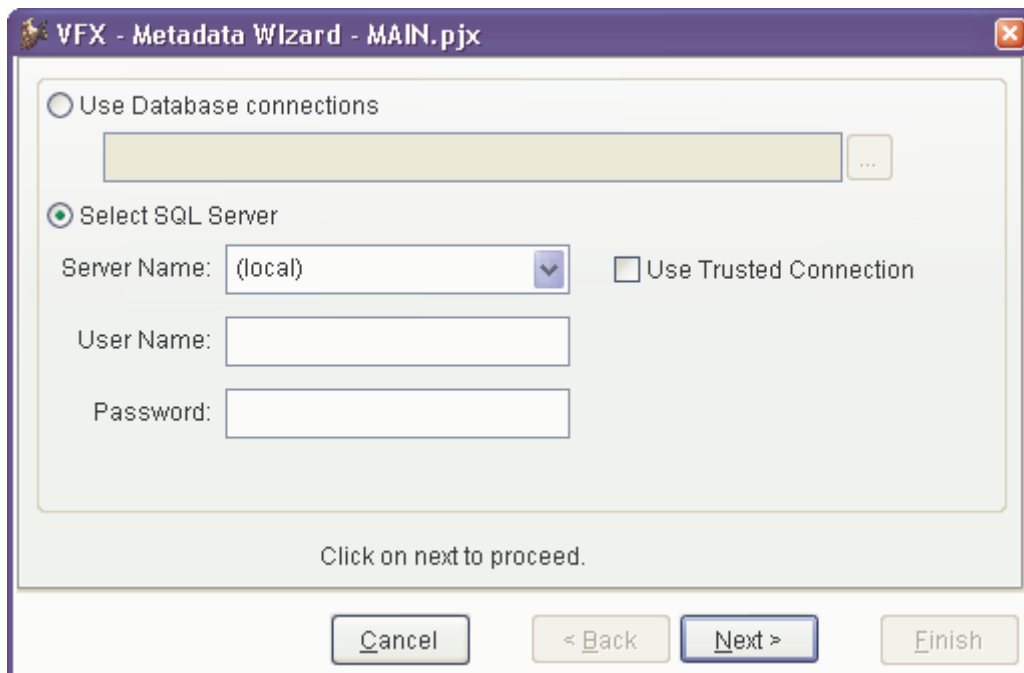 VFX - Metadata WIzard - MAIN.pjx
Use Database connections
...
Select SQL Server
Server Name: (local) Use Trusted Connection
User Name:
Password:
Click on next to proceed.
Cancel < Back Next > Finish